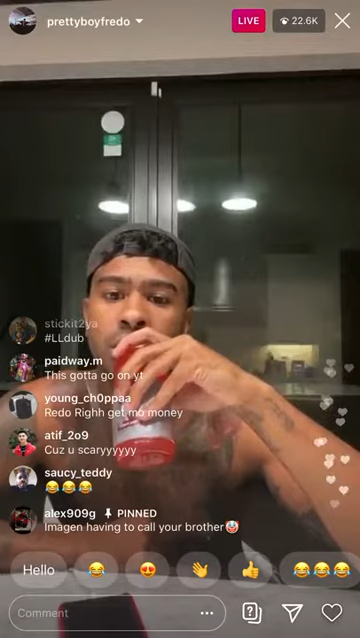 prettyboyfredo
LIVE
22.6K
stickit2ya
#LLdub
paidway.m
This gotta go on yt
young_ch0ppaa
Redo Righh get mo money
atif_2o9
Cuz u scaryyyyyy
saucy_teddy
😂😂😂
alex909g PINNED
Imagen having to call your brother🤡
Hello 😂 😍 👋 👍 😂😂😂
Comment